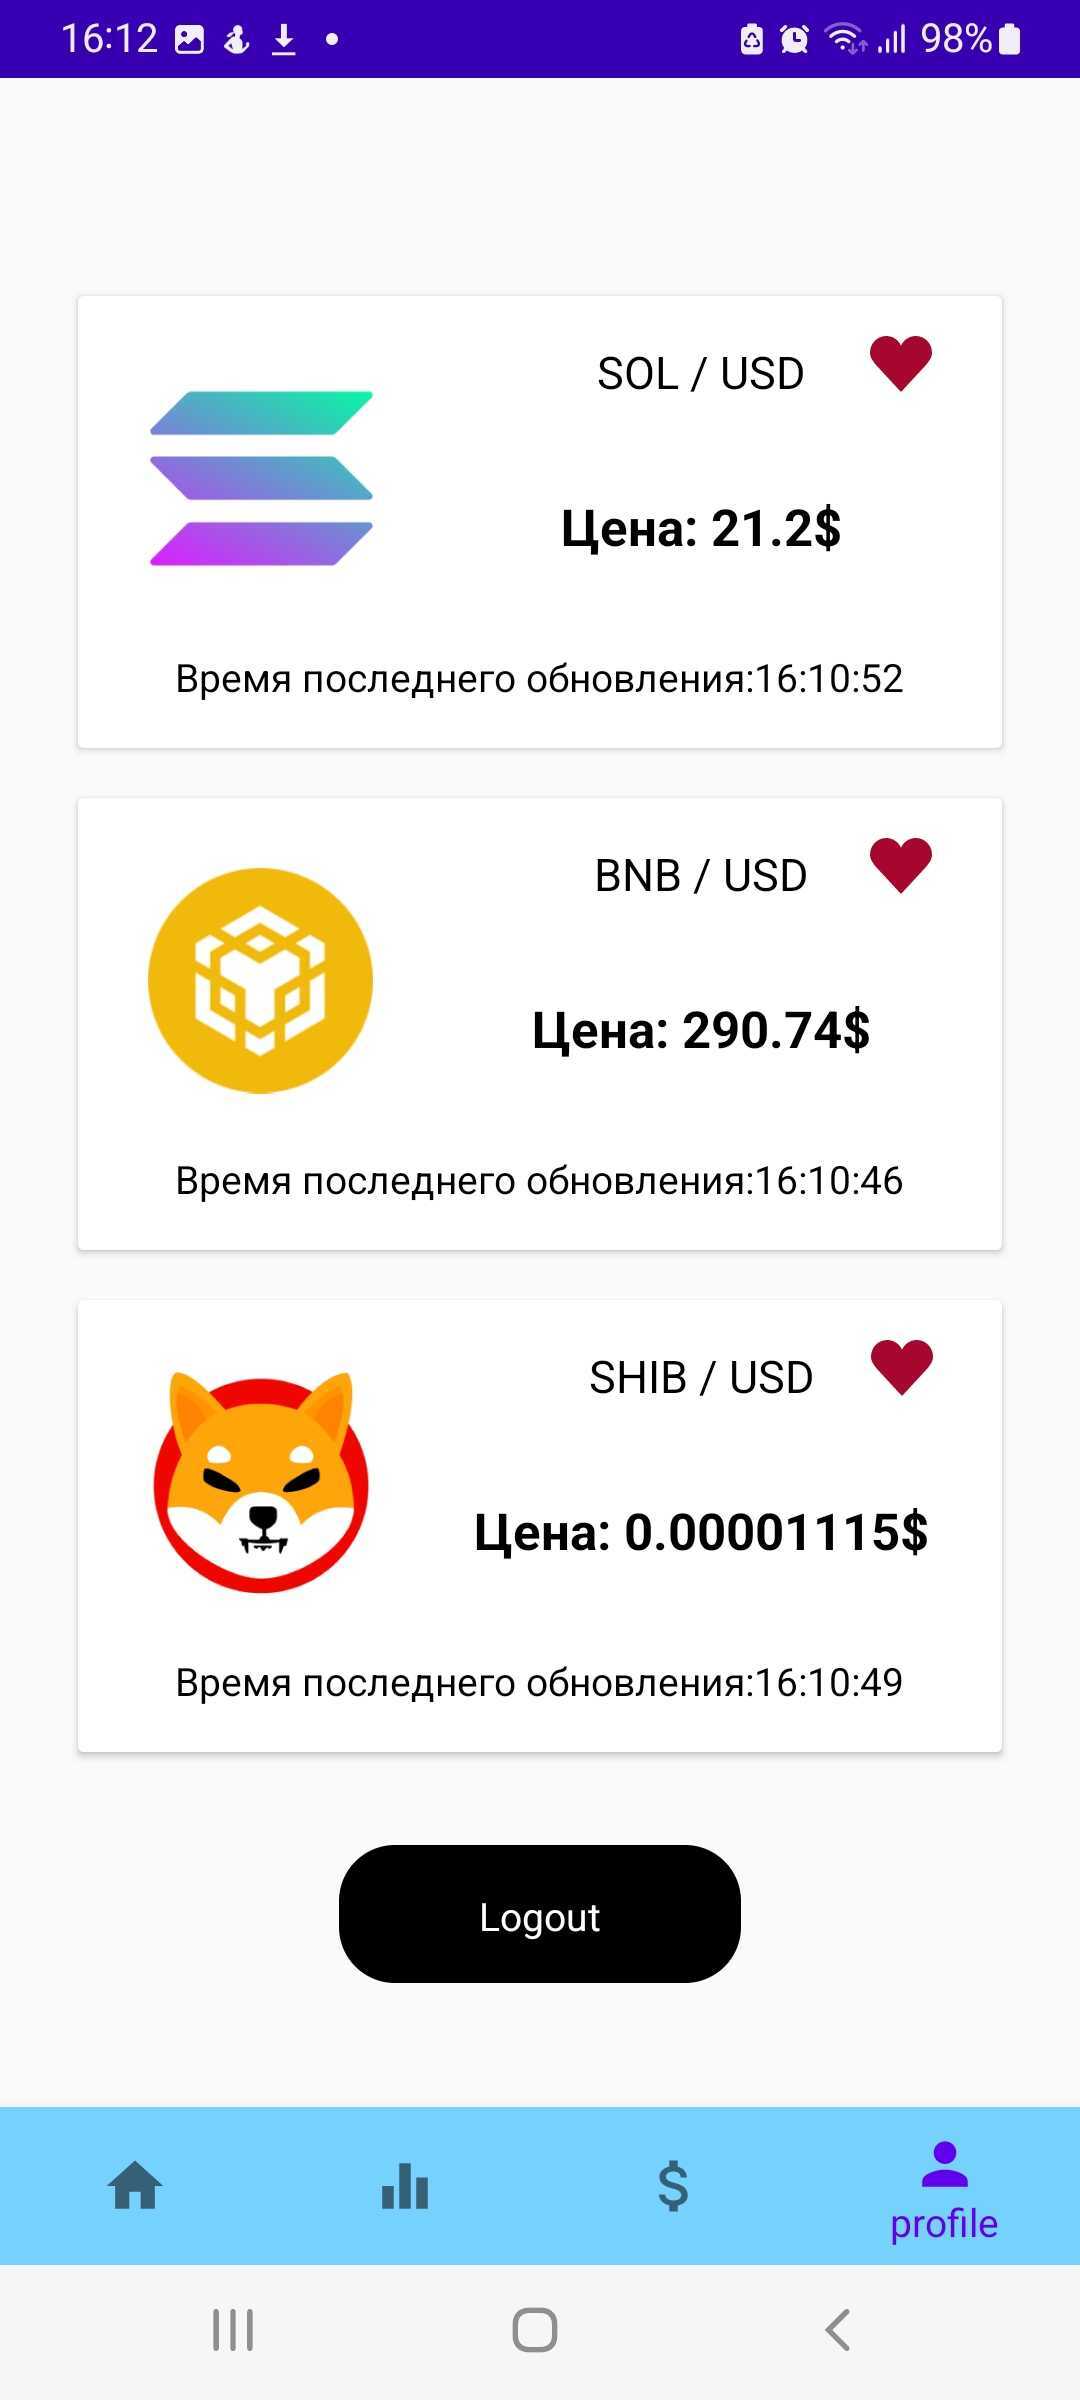 16:12 98%
SOL / USD
Цена: 21.2$
Время последнего обновления:16:10:52
BNB / USD
Цена: 290.74$
Время последнего обновления:16:10:46
SHIB / USD
Цена: 0.00001115$
Время последнего обновления:16:10:49
Logout
profile